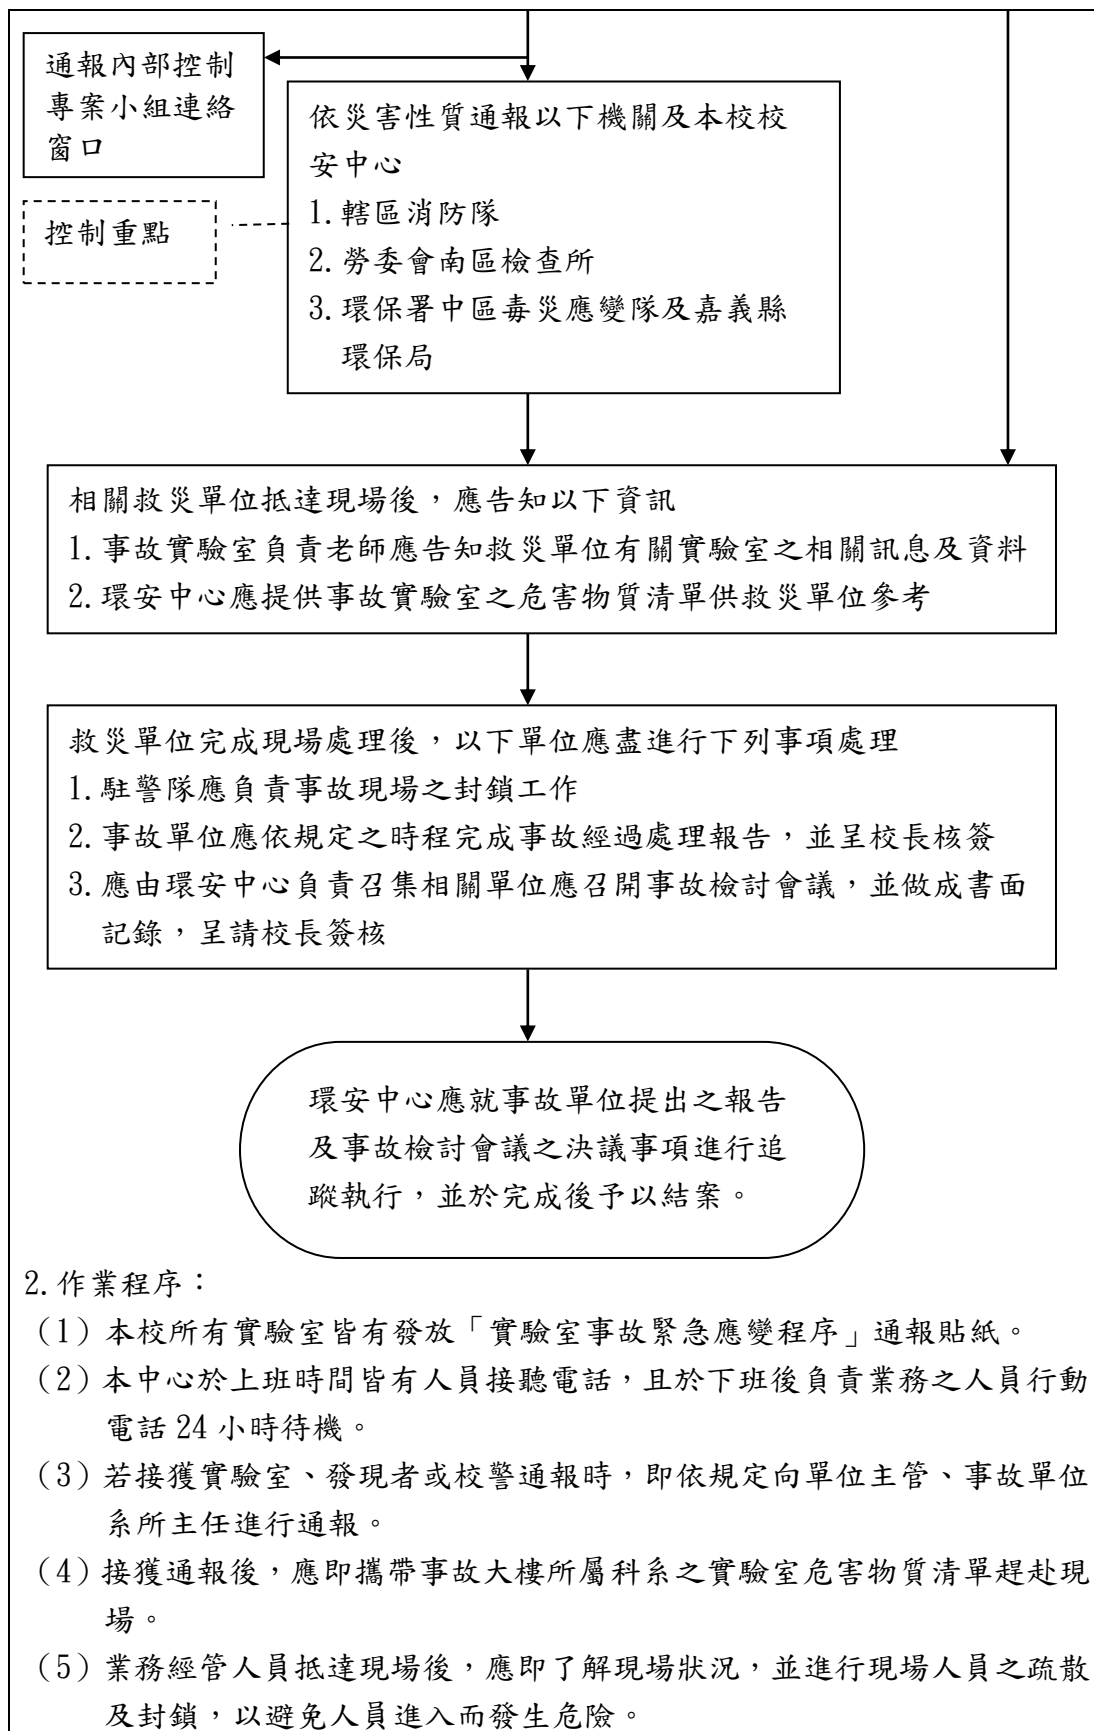 通報內部控制
專案小組連絡
窗口
依災害性質通報以下機關及本校校
安中心
1.轄區消防隊
2.勞委會南區檢查所
3.環保署中區毒災應變隊及嘉義縣
環保局
控制重點
相關救災單位抵達現場後，應告知以下資訊
1.事故實驗室負責老師應告知救災單位有關實驗室之相關訊息及資料
2.環安中心應提供事故實驗室之危害物質清單供救災單位參考
救災單位完成現場處理後，以下單位應盡進行下列事項處理
1.駐警隊應負責事故現場之封鎖工作
2.事故單位應依規定之時程完成事故經過處理報告，並呈校長核簽
3.應由環安中心負責召集相關單位應召開事故檢討會議，並做成書面
記錄，呈請校長簽核
環安中心應就事故單位提出之報告
及事故檢討會議之決議事項進行追
蹤執行，並於完成後予以結案。
2.作業程序：
（1）本校所有實驗室皆有發放「實驗室事故緊急應變程序」通報貼紙。
（2）本中心於上班時間皆有人員接聽電話，且於下班後負責業務之人員行動
電話 24 小時待機。
（3）若接獲實驗室、發現者或校警通報時，即依規定向單位主管、事故單位
系所主任進行通報。
（4）接獲通報後，應即攜帶事故大樓所屬科系之實驗室危害物質清單趕赴現
場。
（5）業務經管人員抵達現場後，應即了解現場狀況，並進行現場人員之疏散
及封鎖，以避免人員進入而發生危險。